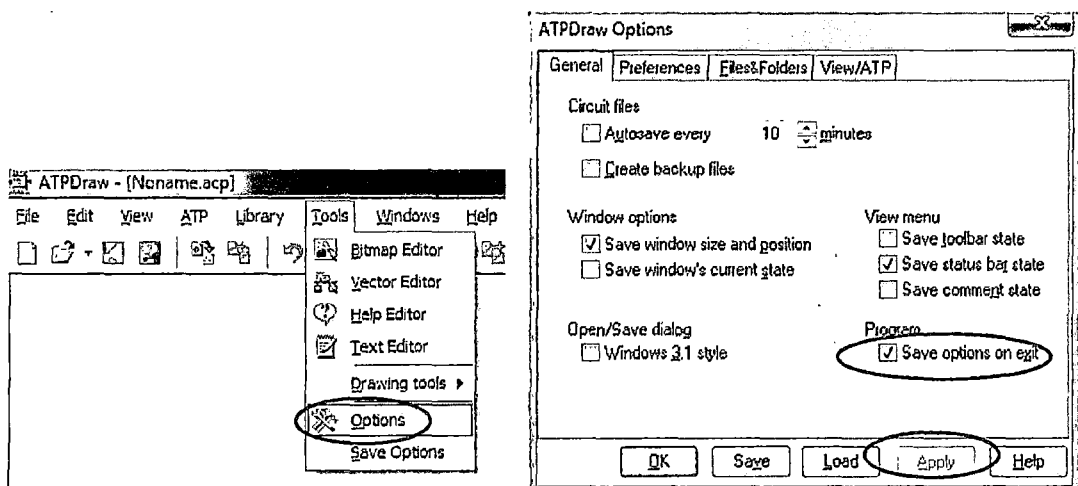 ATPDraw - [Noname.acp]
File Edit View ATP Library Tools Windows Help
Bitmap Editor
Vector Editor
Help Editor
Text Editor
Drawing tools
Options
Save Options
ATPDraw Options
General Preferences Files&Folders View/ATP
Circuit files
Autosave every 10 minutes
Create backup files
Window options
Save window size and position
Save window's current state
View menu
Save toolbar state
Save status bar state
Save comment state
Open/Save dialog
Windows 3.1 style
Program
Save options on exit
OK Save Load Apply Help